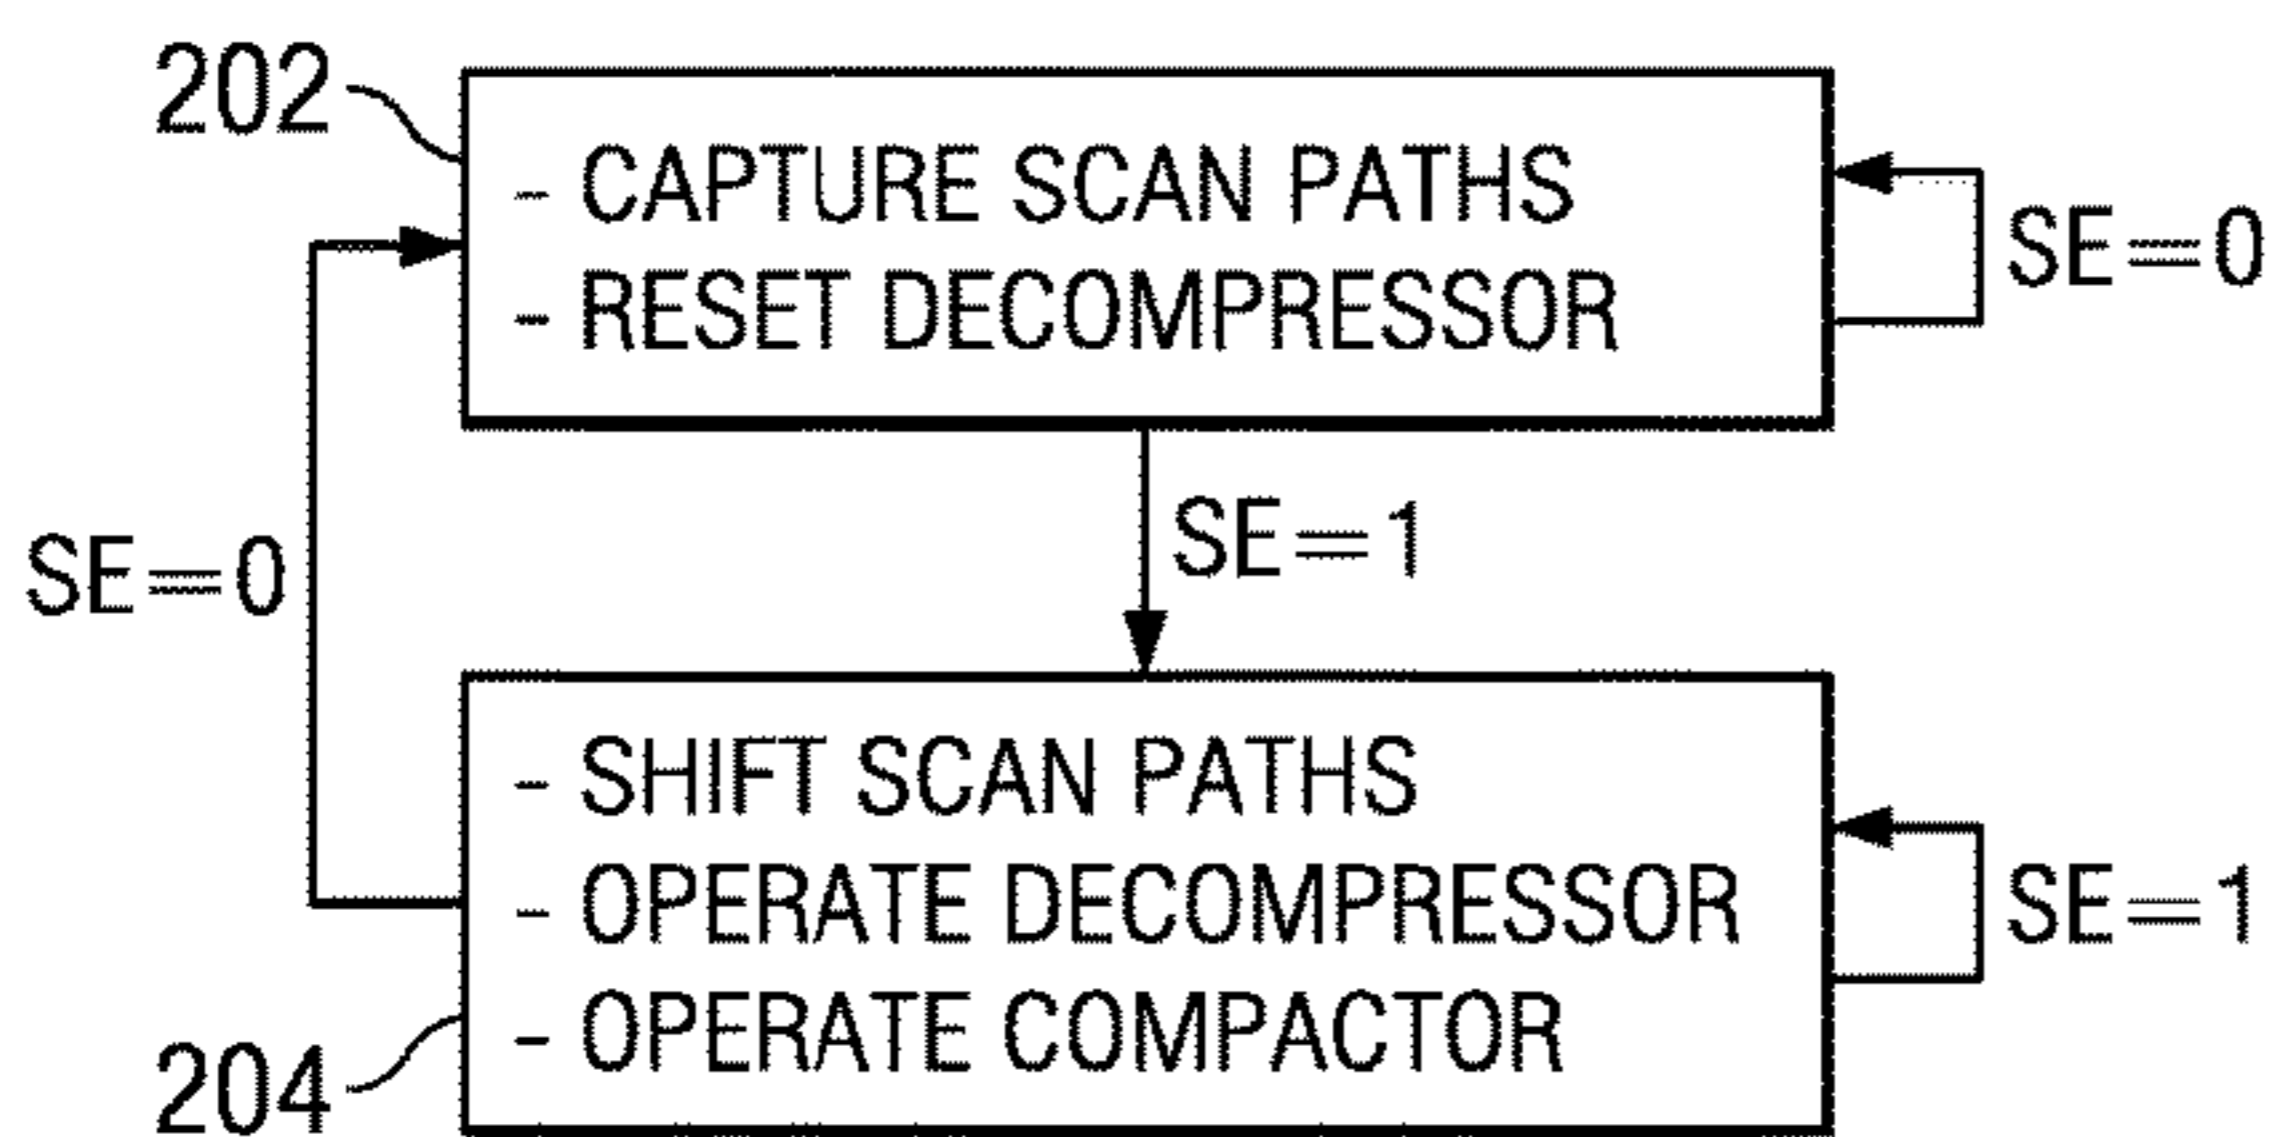 202
- CAPTURE SCAN PATHS
- RESET DECOMPRESSOR
SE=0
SE=1
SE=0
- SHIFT SCAN PATHS
- OPERATE DECOMPRESSOR
- OPERATE COMPACTOR
SE=1
204